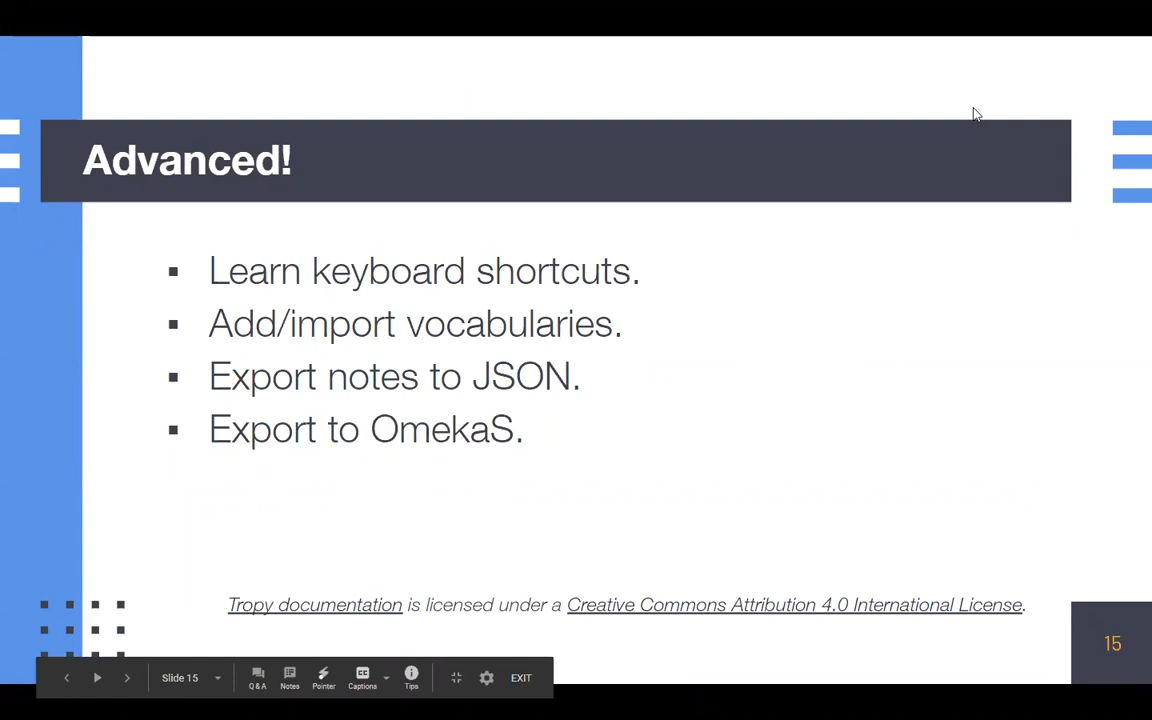 Advanced!
▪ Learn keyboard shortcuts.
▪ Add/import vocabularies.
▪ Export notes to JSON.
▪ Export to OmekaS.
Tropy documentation is licensed under a Creative Commons Attribution 4.0 International License.
15
Slide 15
Q&A
Notes
Pointer
CC
Captions
Tips
EXIT